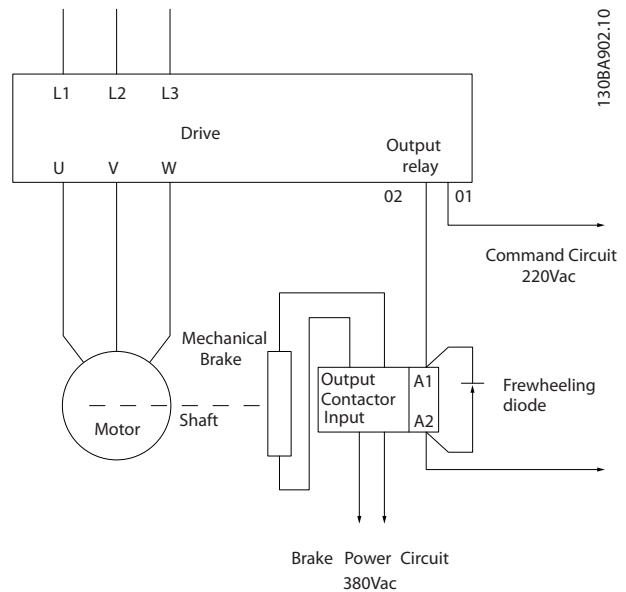 130BA902.10
L1 L2 L3
Drive
Output
relay
U V W
02 01
Command Circuit
220Vac
Mechanical
Brake
Output
Contactor
Input
A1
A2
Frewheeling
diode
Shaft
Motor
Brake Power Circuit
380Vac